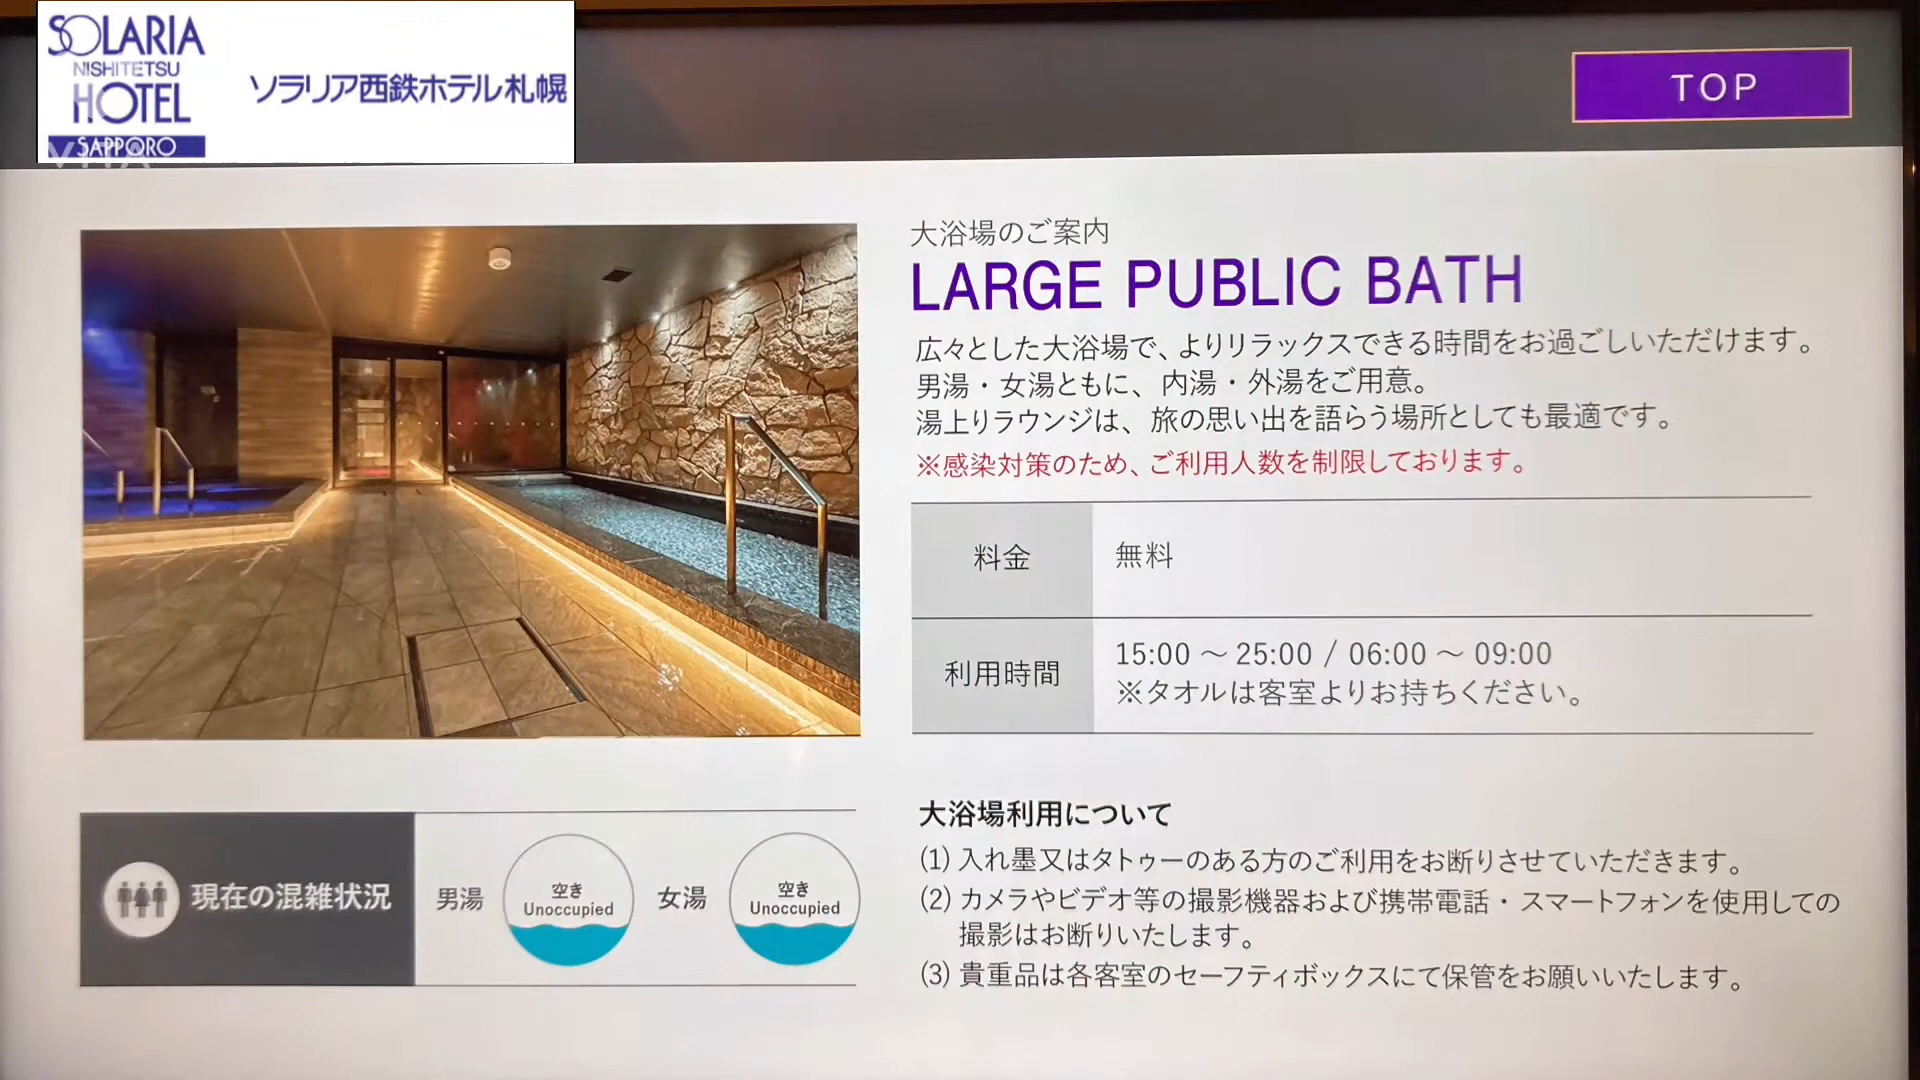 SOLARIA
NISHITETSU
HOTEL
SAPPORO
ソラリア西鉄ホテル札幌
TOP
大浴場のご案内
LARGE PUBLIC BATH
広々とした大浴場で、よりリラックスできる時間をお過ごしいただけます。
男湯・女湯ともに、内湯・外湯をご用意。
湯上りラウンジは、旅の思い出を語らう場所としても最適です。
※感染対策のため、ご利用人数を制限しております。
料金 無料
利用時間 15:00 ～ 25:00 / 06:00 ～ 09:00
※タオルは客室よりお持ちください。
現在の混雑状況
男湯 空き Unoccupied
女湯 空き Unoccupied
大浴場利用について
(1) 入れ墨又はタトゥーのある方のご利用をお断りさせていただきます。
(2) カメラやビデオ等の撮影機器および携帯電話・スマートフォンを使用しての
撮影はお断りいたします。
(3) 貴重品は各客室のセーフティボックスにて保管をお願いいたします。